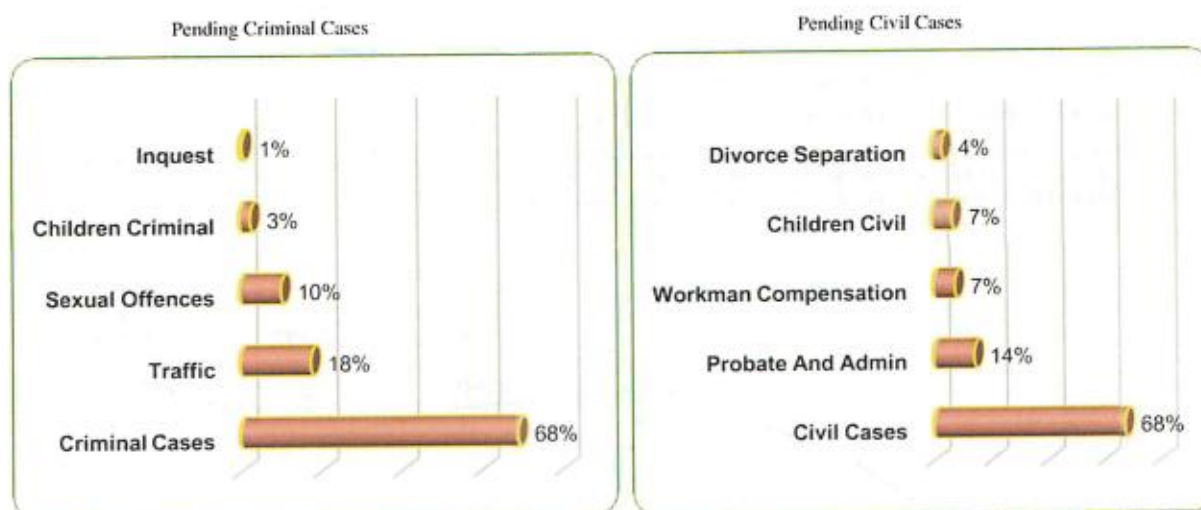 Pending Criminal Cases
Inquest 1%
Children Criminal 3%
Sexual Offences 10%
Traffic 18%
Criminal Cases 68%
Pending Civil Cases
Divorce Separation 4%
Children Civil 7%
Workman Compensation 7%
Probate And Admin 14%
Civil Cases 68%